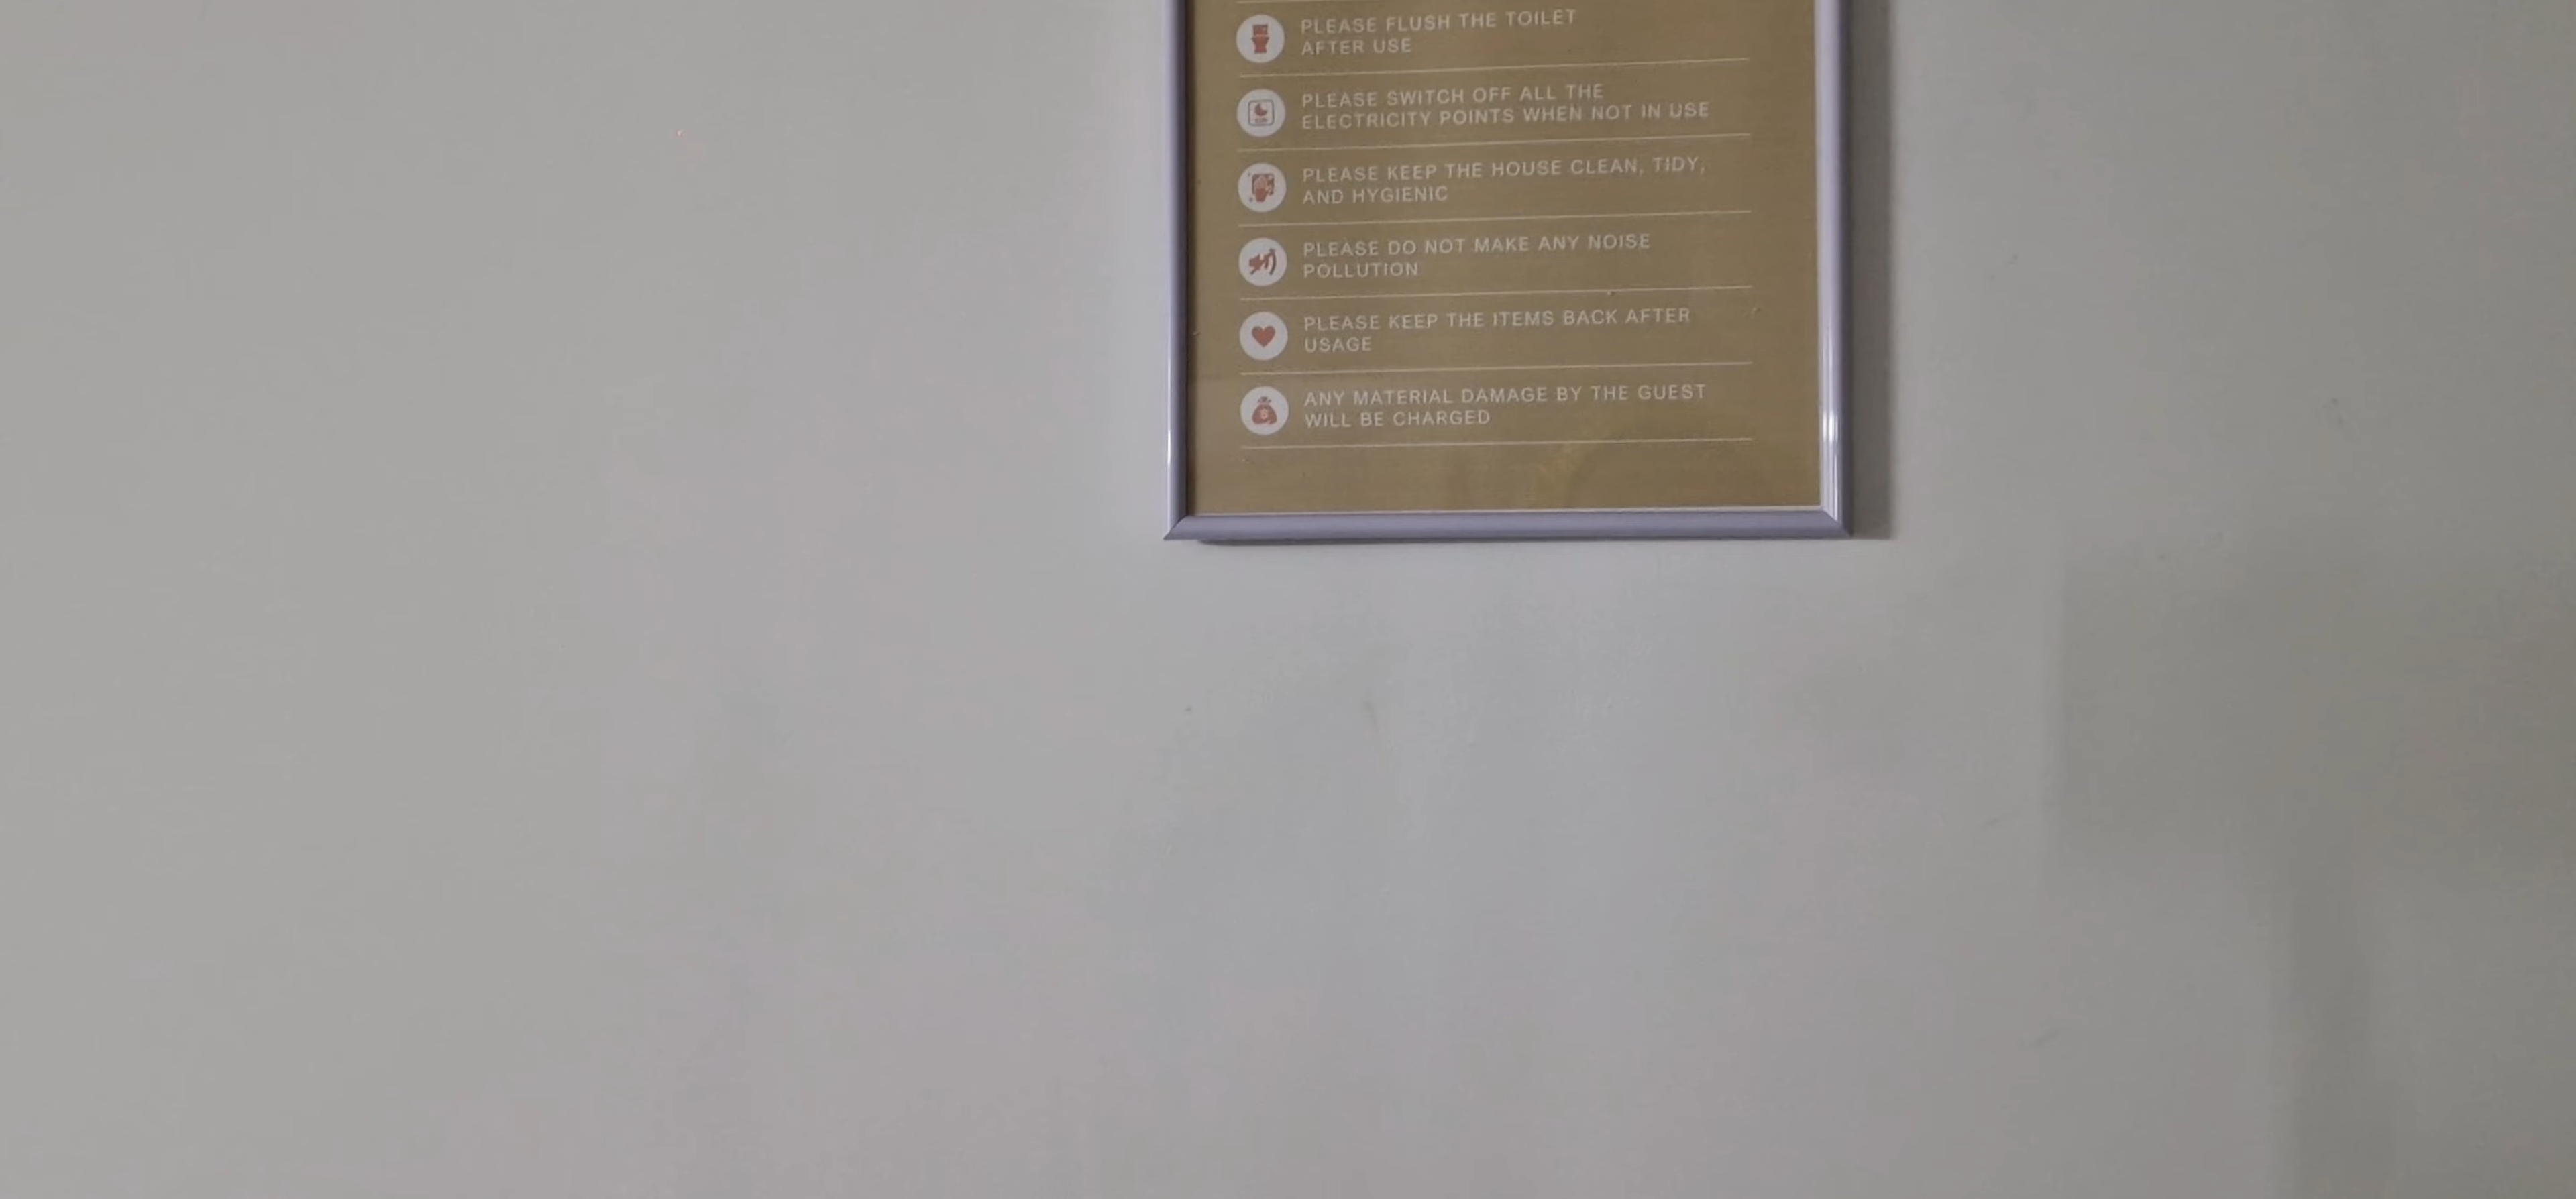 PLEASE FLUSH THE TOILET
AFTER USE
PLEASE SWITCH OFF ALL THE
ELECTRICITY POINTS WHEN NOT IN USE
PLEASE KEEP THE HOUSE CLEAN, TIDY,
AND HYGIENIC
PLEASE DO NOT MAKE ANY NOISE
POLLUTION
PLEASE KEEP THE ITEMS BACK AFTER
USAGE
ANY MATERIAL DAMAGE BY THE GUEST
WILL BE CHARGED